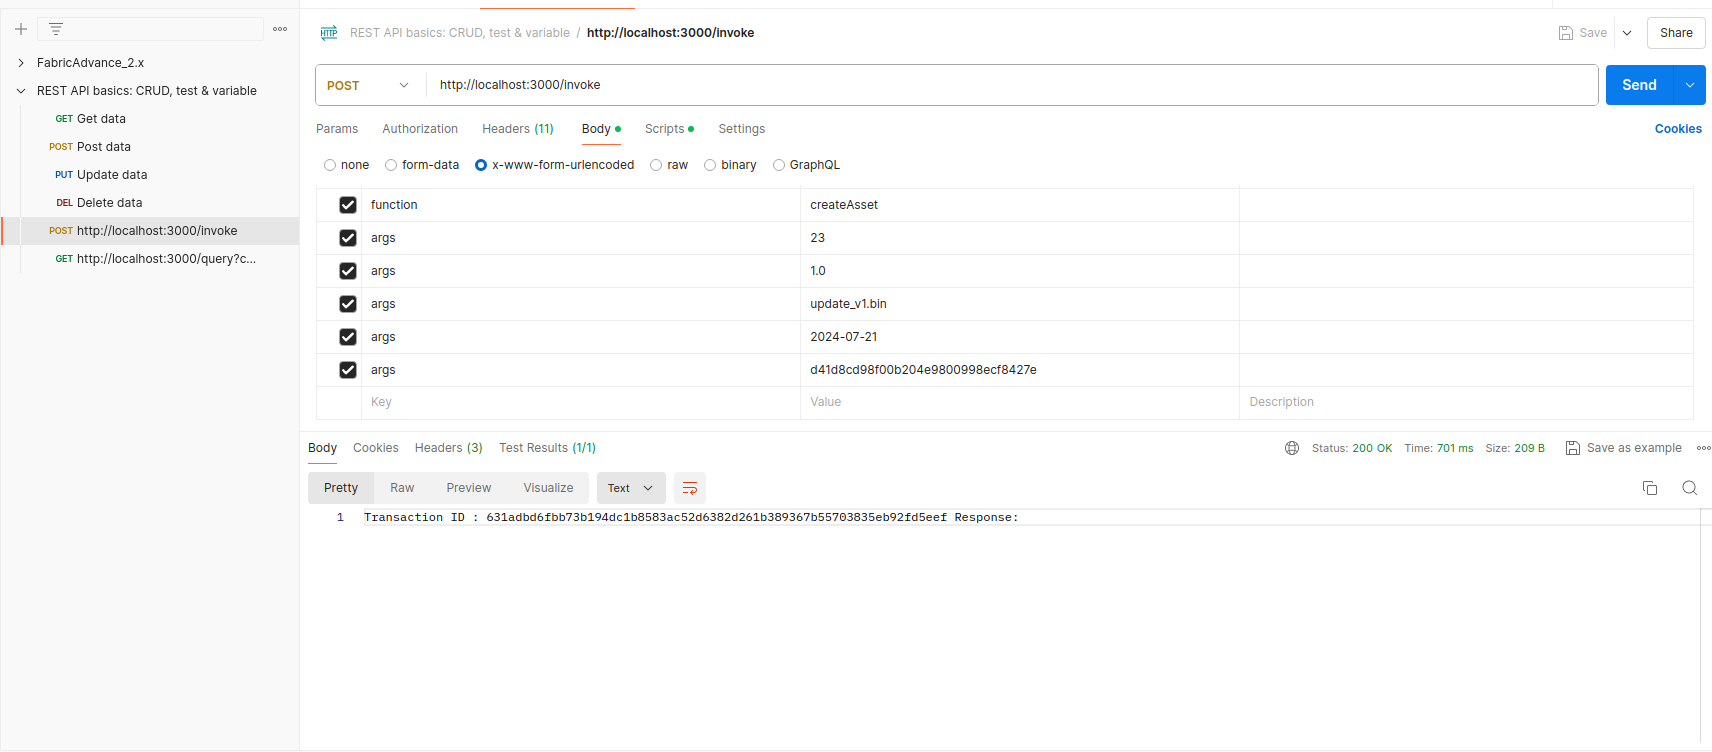 REST API basics: CRUD, test & variable / http://localhost:3000/invoke
Save
Share
FabricAdvance_2.x
REST API basics: CRUD, test & variable
GET Get data
POST Post data
PUT Update data
DEL Delete data
POST http://localhost:3000/invoke
GET http://localhost:3000/query?c...
POST http://localhost:3000/invoke
Send
Params Authorization Headers (11) Body Scripts Settings
Cookies
none form-data x-www-form-urlencoded raw binary GraphQL
function createAsset
args 23
args 1.0
args update_v1.bin
args 2024-07-21
args d41d8cd98f00b204e9800998ecf8427e
Key Value Description
Body Cookies Headers (3) Test Results (1/1)
Status: 200 OK Time: 701 ms Size: 209 B Save as example
Pretty Raw Preview Visualize Text
1 Transaction ID : 631adbd6fbb73b194dc1b8583ac52d6382d261b389367b55703835eb92fd5eef Response: